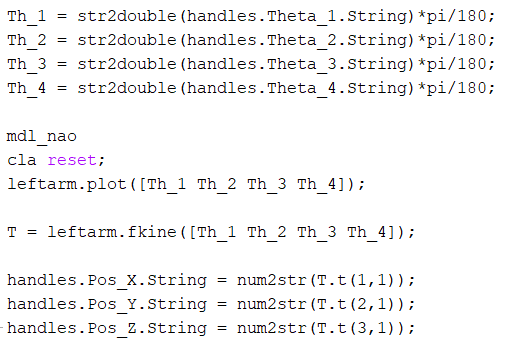 Th_1 = str2double(handles.Theta_1.String)*pi/180;
Th_2 = str2double(handles.Theta_2.String)*pi/180;
Th_3 = str2double(handles.Theta_3.String)*pi/180;
Th_4 = str2double(handles.Theta_4.String)*pi/180;
mdl_nao
cla reset;
leftarm.plot([Th_1 Th_2 Th_3 Th_4]);
T = leftarm.fkine([Th_1 Th_2 Th_3 Th_4]);
handles.Pos_X.String = num2str(T.t(1,1));
handles.Pos_Y.String = num2str(T.t(2,1));
handles.Pos_Z.String = num2str(T.t(3,1));